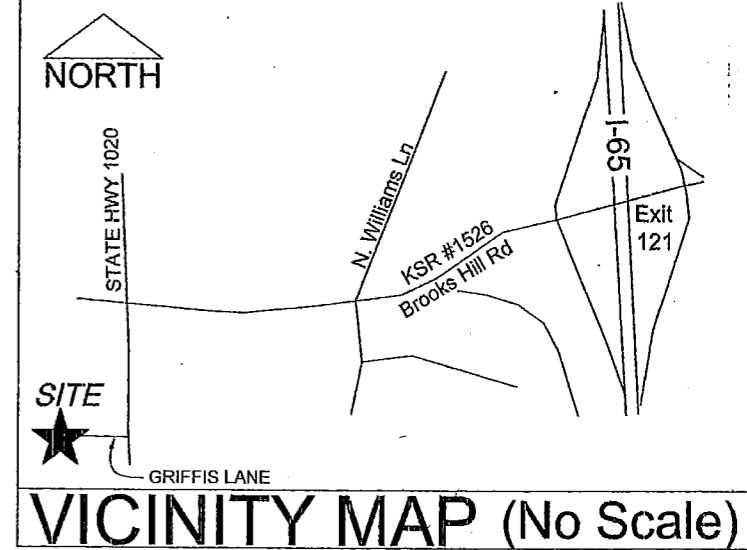 NORTH
STATE HWY 1020
N. Williams Ln
KSR #1526
Brooks Hill Rd
I-65
Exit
121
SITE
GRIFFIS LANE
VICINITY MAP (No Scale)